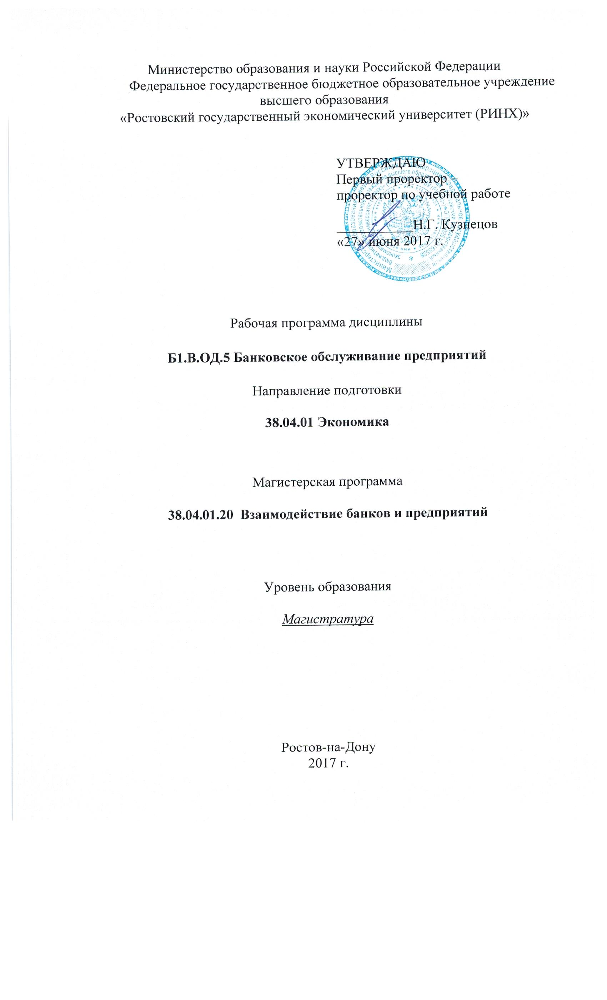 Министерство образования и науки Российской Федерации
Федеральное государственное бюджетное образовательное учреждение
высшего образования
«Ростовский государственный экономический университет (РИНХ)»
УТВЕРЖДАЮ
Первый проректор –
проректор по учебной работе
Н.Г. Кузнецов
«27» июня 2017 г.
Рабочая программа дисциплины
Б1.В.ОД.5 Банковское обслуживание предприятий
Направление подготовки
38.04.01 Экономика
Магистерская программа
38.04.01.20 Взаимодействие банков и предприятий
Уровень образования
Магистратура
Ростов-на-Дону
2017 г.